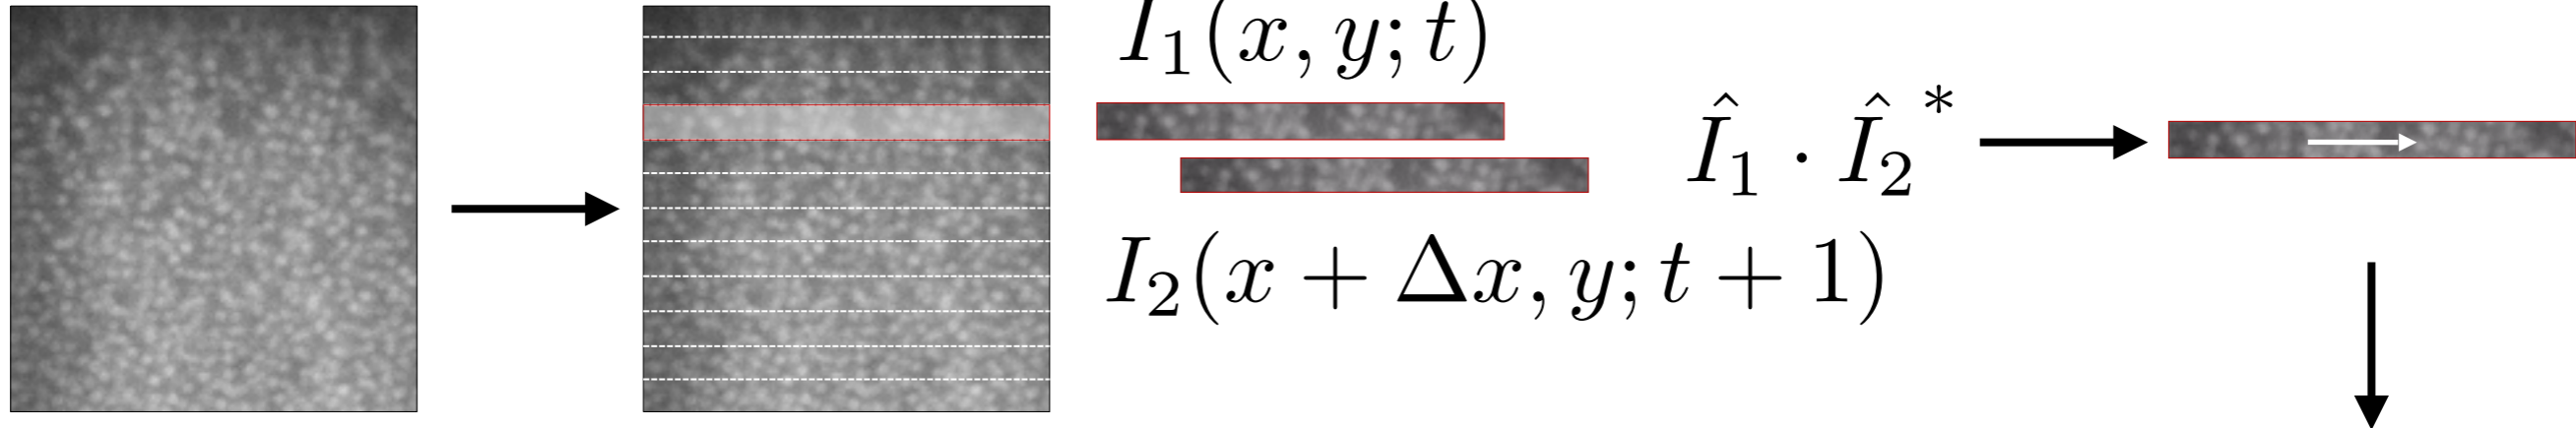 I₁(x, y; t)
Î₁ · Î₂*
I₂(x + Δx, y; t + 1)